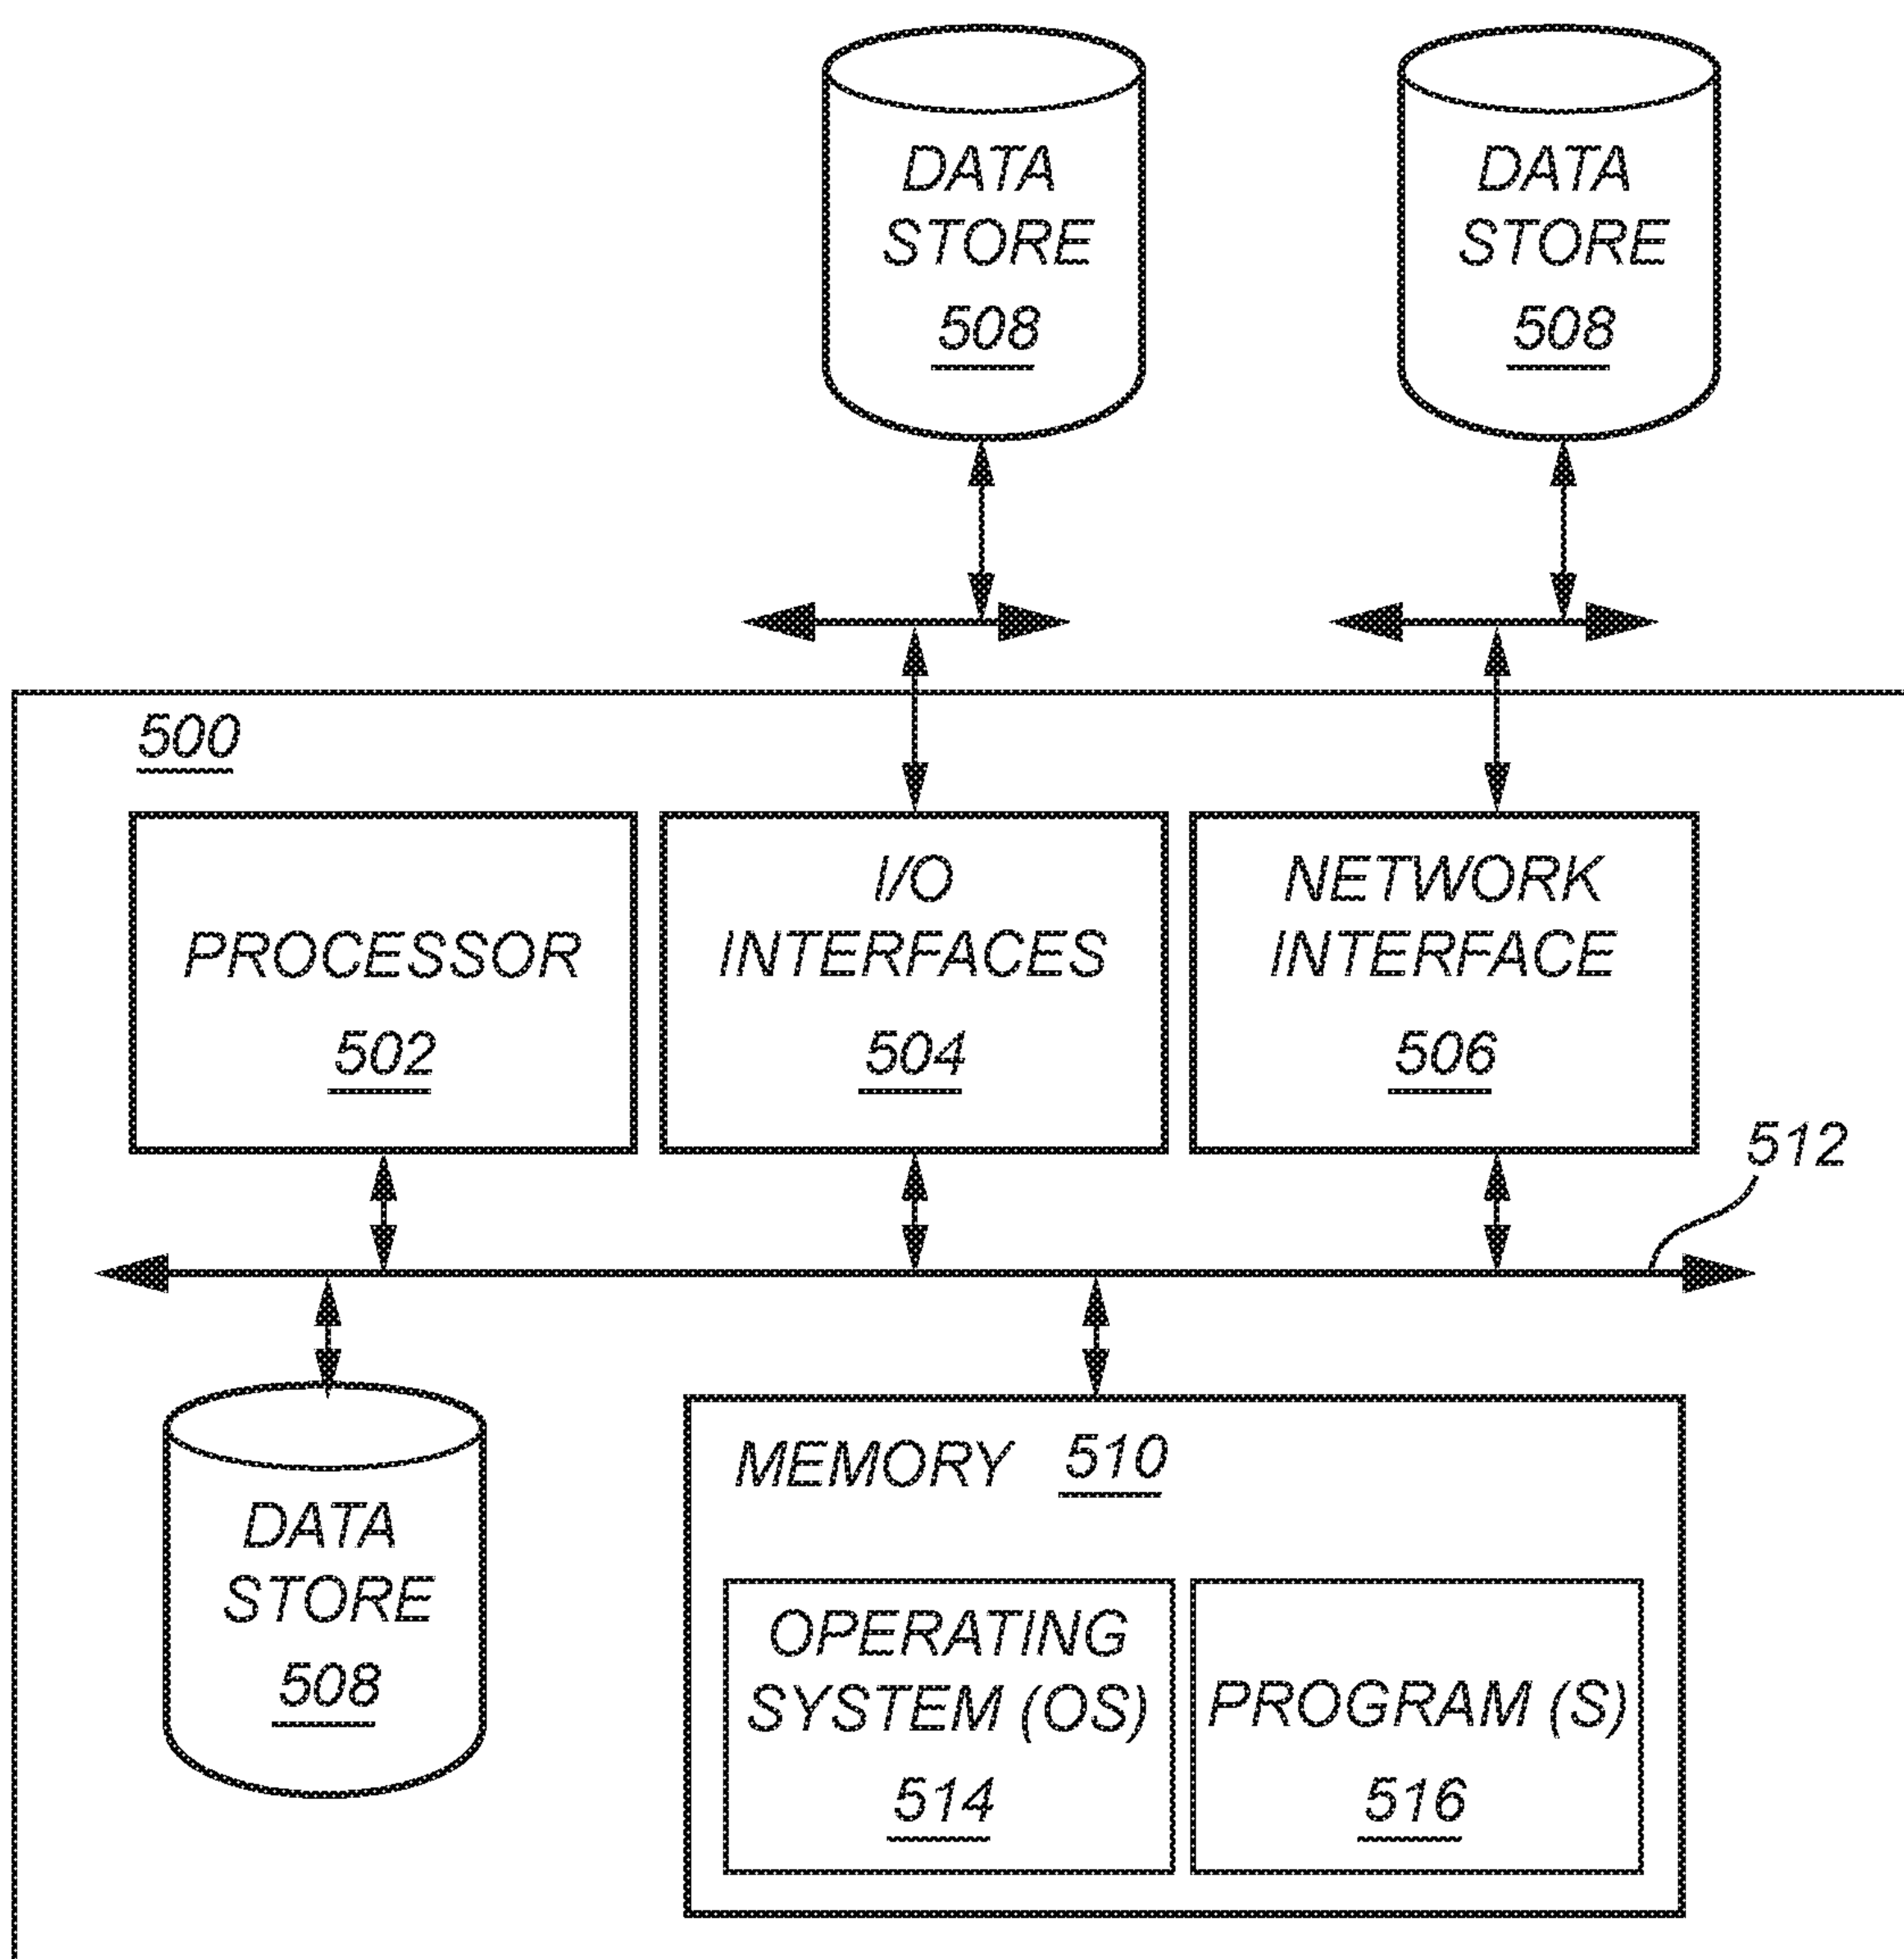 DATA
STORE
508
DATA
STORE
508
500
PROCESSOR
502
I/O
INTERFACES
504
NETWORK
INTERFACE
506
512
DATA
STORE
508
MEMORY 510
OPERATING
SYSTEM (OS)
514
PROGRAM (S)
516